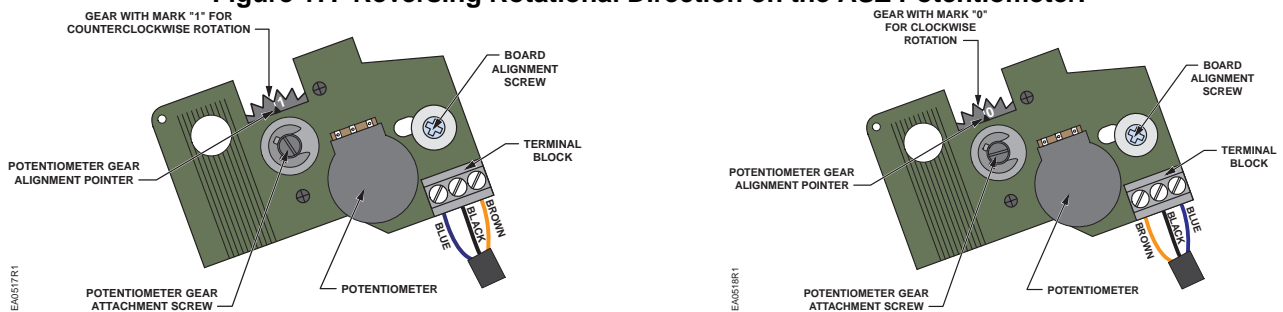 Figure 1.7 Reversing Rotational Direction on the ASZ Potentiometer.
GEAR WITH MARK "1" FOR
COUNTERCLOCKWISE ROTATION
1
BOARD
ALIGNMENT
SCREW
TERMINAL
BLOCK
POTENTIOMETER GEAR
ALIGNMENT POINTER
BLUE
BLACK
BROWN
POTENTIOMETER GEAR
ATTACHMENT SCREW
POTENTIOMETER
EA0517R1
GEAR WITH MARK "0"
FOR CLOCKWISE
ROTATION
0
BOARD
ALIGNMENT
SCREW
TERMINAL
BLOCK
POTENTIOMETER GEAR
ALIGNMENT POINTER
BROWN
BLACK
BLUE
POTENTIOMETER GEAR
ATTACHMENT SCREW
POTENTIOMETER
EA0518R1